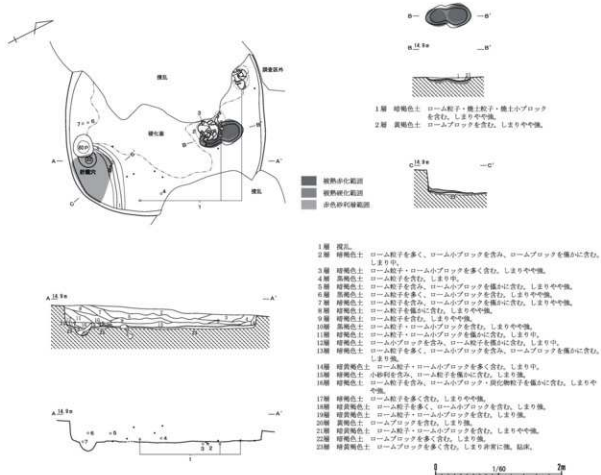 B
B'
B 14.9m
B'
1層 暗褐色土 ローム粒子・焼土粒子・焼土小ブロック
を含む。しまりやや強。
2層 黄褐色土 ロームブロックを含む。しまりやや強。
C 14.9m
C'
攪乱
調査区外
硬化面
貯蔵穴
攪乱
A
A'
B
C
1
4
6
7
被熱赤化範囲
被熱硬化範囲
赤色砂利層範囲
A 14.9m
A'
A 14.9m
A'
1層 攪乱。
2層 暗褐色土 ローム粒子を多く、ローム小ブロックを含み、ロームブロックを僅かに含む。
しまり中。
3層 暗褐色土 ローム粒子・ローム小ブロックを多く含む。しまりやや強。
4層 黒褐色土 ローム粒子を含む。しまり中。
5層 暗褐色土 ローム粒子を含み、ローム小ブロックを僅かに含む。しまりやや強。
6層 黒褐色土 ローム粒子を多く、ローム小ブロックを含む。しまりやや強。
7層 暗褐色土 ローム粒子を含み、ローム小ブロックを僅かに含む。しまりやや強。
8層 暗褐色土 ローム粒子を僅かに含む。しまりやや強。
9層 暗褐色土 ローム粒子を含む。しまりやや強。
10層 黒褐色土 ローム粒子・ローム小ブロックを含む。しまりやや強。
11層 暗褐色土 ローム粒子・ローム小ブロックを僅かに含む。しまり中。
12層 暗褐色土 ローム小ブロックを含み、ローム粒子を僅かに含む。しまり中。
13層 暗褐色土 ローム粒子を多く、ローム小ブロックを含み、ロームブロックを僅かに含む。
しまり強。
14層 暗黄褐色土 ローム粒子・ローム小ブロックを多く含む。しまり中。
15層 暗褐色土 小砂利を含み、ローム粒子を僅かに含む。しまり強。
16層 暗褐色土 ローム粒子を含み、ローム小ブロック・炭化物粒子を僅かに含む。しまりや
や強。
17層 暗褐色土 ローム粒子を多く含む。しまりやや強。
18層 暗黄褐色土 ローム粒子を多く、ローム小ブロックを含む。しまり強。
19層 暗黄褐色土 ローム粒子・ローム小ブロックを含む。しまり強。
20層 黄褐色土 ロームブロックを含む。しまり強。
21層 暗黄褐色土 ローム粒子・ロームブロックを含む。しまりやや強。
22層 暗褐色土 ロームブロックを多く含む。しまり強。
23層 暗黄褐色土 ロームブロックを多く含む。しまり非常に強。貼床。
0
1/60
2m